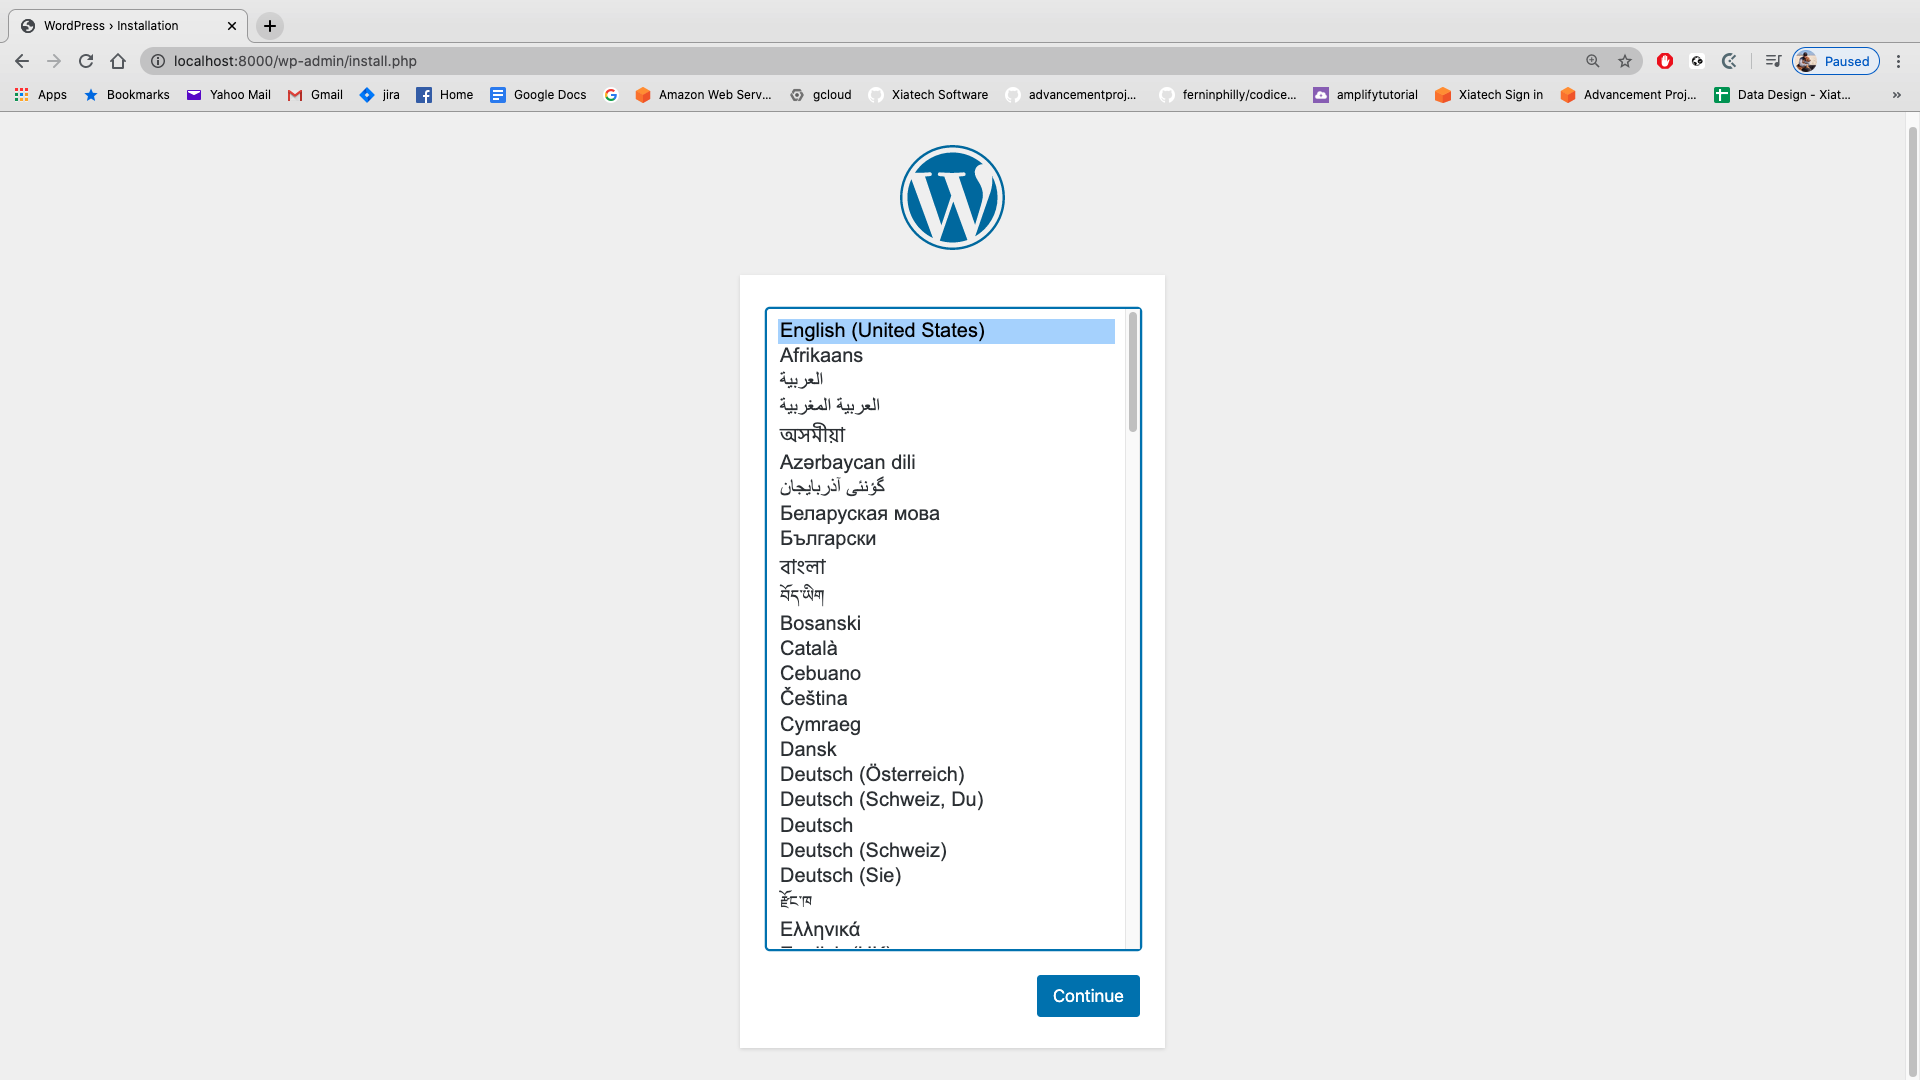 WordPress › Installation
localhost:8000/wp-admin/install.php
Paused
Apps
Bookmarks
Yahoo Mail
Gmail
jira
Home
Google Docs
Amazon Web Serv...
gcloud
Xiatech Software
advancementproj...
ferninphilly/codice...
amplifytutorial
Xiatech Sign in
Advancement Proj...
Data Design - Xiat...
English (United States)
Afrikaans
العربية
العربية المغربية
অসমীয়া
Azərbaycan dili
گؤنئی آذربایجان
Беларуская мова
Български
বাংলা
བོད་ཡིག
Bosanski
Català
Cebuano
Čeština
Cymraeg
Dansk
Deutsch (Österreich)
Deutsch (Schweiz, Du)
Deutsch
Deutsch (Schweiz)
Deutsch (Sie)
རྫོང་ཁ
Ελληνικά
Continue